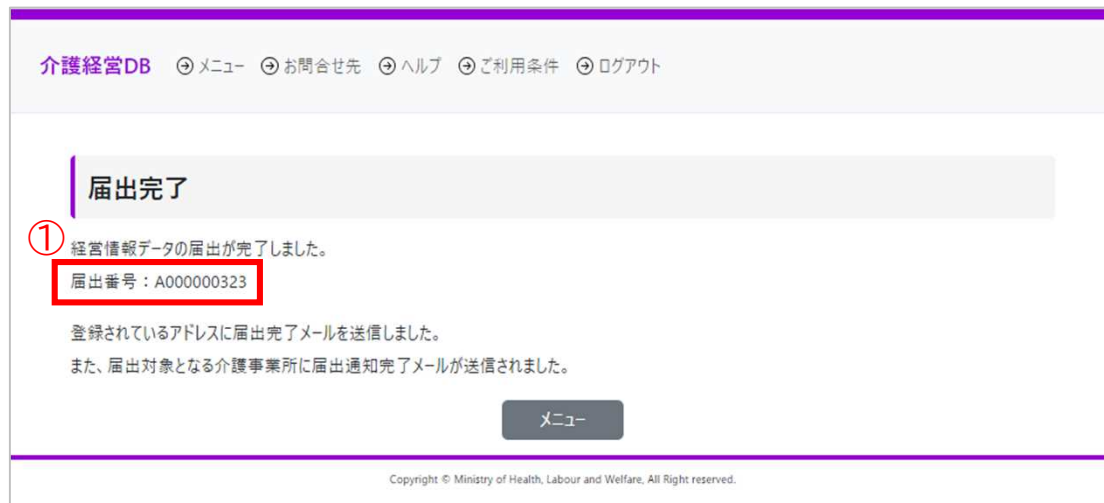 介護経営DB メニュー お問合せ先 ヘルプ ご利用条件 ログアウト
届出完了
①
経営情報データの届出が完了しました。
届出番号：A000000323
登録されているアドレスに届出完了メールを送信しました。
また、届出対象となる介護事業所に届出通知完了メールが送信されました。
メニュー
Copyright © Ministry of Health, Labour and Welfare, All Right reserved.